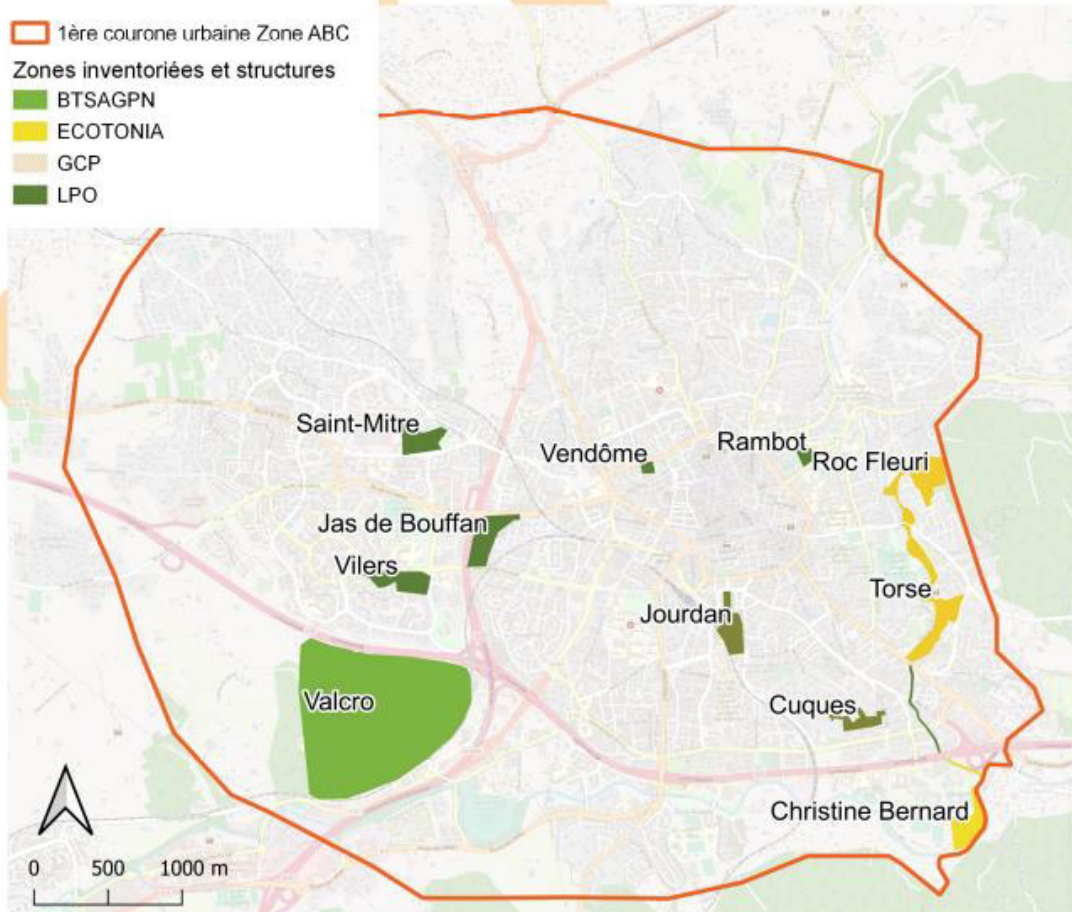 1ère courone urbaine Zone ABC
Zones inventoriées et structures
BTSAGPN
ECOTONIA
GCP
LPO
Saint-Mitre
Vendôme
Rambot
Roc Fleuri
Jas de Bouffan
Vilers
Torse
Jourdan
Valcro
Cuques
Christine Bernard
0 500 1000 m